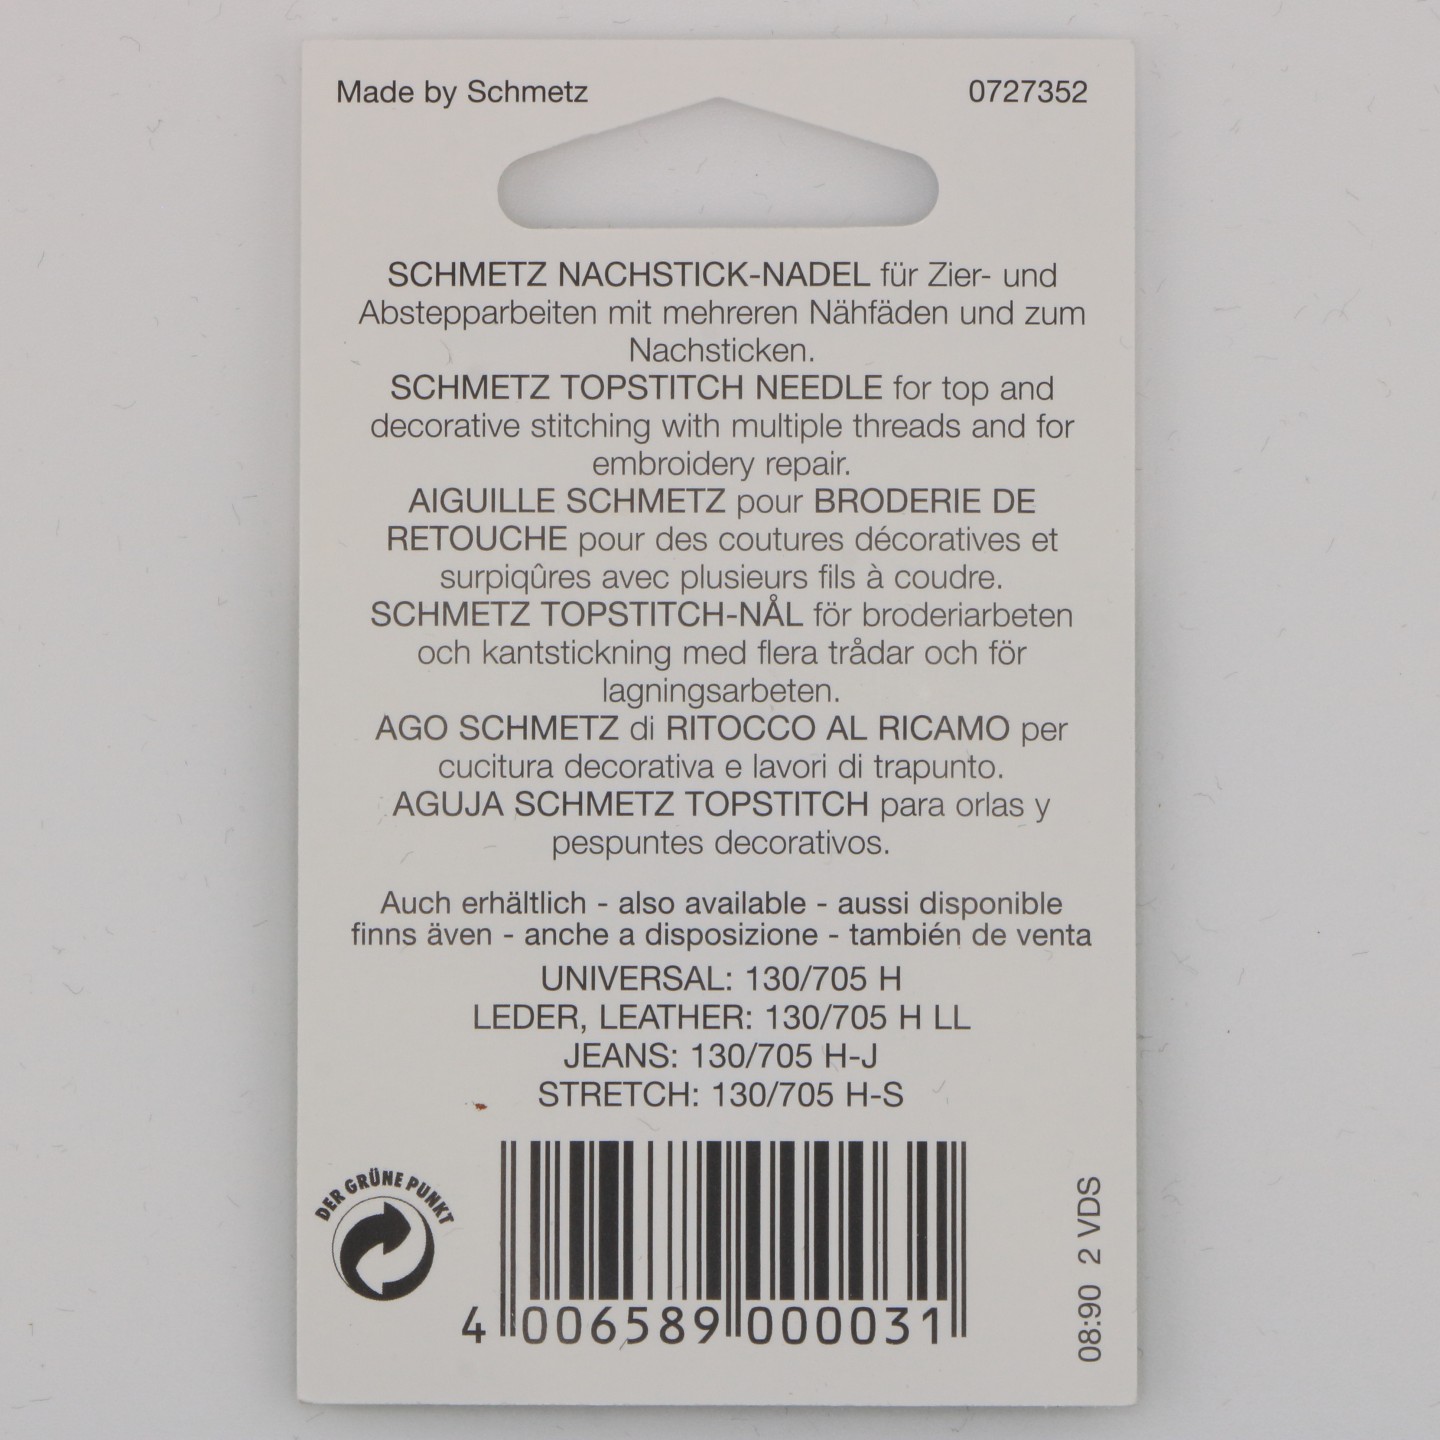 Made by Schmetz
0727352
SCHMETZ NACHSTICK-NADEL für Zier- und
Abstepparbeiten mit mehreren Nähfäden und zum
Nachsticken.
SCHMETZ TOPSTITCH NEEDLE for top and
decorative stitching with multiple threads and for
embroidery repair.
AIGUILLE SCHMETZ pour BRODERIE DE
RETOUCHE pour des coutures décoratives et
surpiqûres avec plusieurs fils à coudre.
SCHMETZ TOPSTITCH-NÅL för broderiarbeten
och kantstickning med flera trådar och för
lagningsarbeten.
AGO SCHMETZ di RITOCCO AL RICAMO per
cucitura decorativa e lavori di trapunto.
AGUJA SCHMETZ TOPSTITCH para orlas y
pespuntes decorativos.
Auch erhältlich - also available - aussi disponible
finns även - anche a disposizione - también de venta
UNIVERSAL: 130/705 H
LEDER, LEATHER: 130/705 H LL
JEANS: 130/705 H-J
STRETCH: 130/705 H-S
DER GRÜNE PUNKT
4 006589 000031
08:90 2 VDS